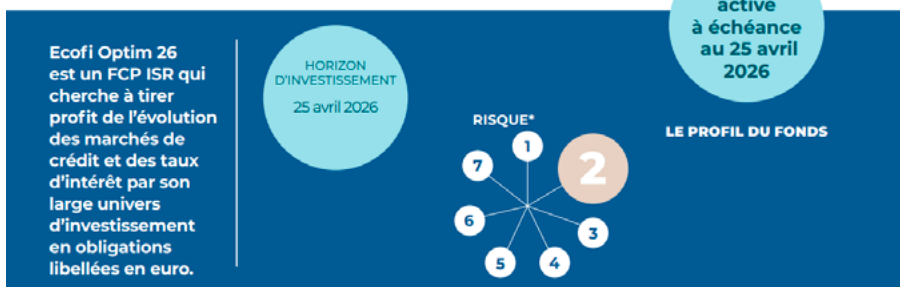 Ecofi Optim 26
est un FCP ISR qui
cherche à tirer
profit de l'évolution
des marchés de
crédit et des taux
d'intérêt par son
large univers
d'investissement
en obligations
libellées en euro.
HORIZON
D'INVESTISSEMENT
25 avril 2026
RISQUE*
1
2
3
4
5
6
7
active
à échéance
au 25 avril
2026
LE PROFIL DU FONDS